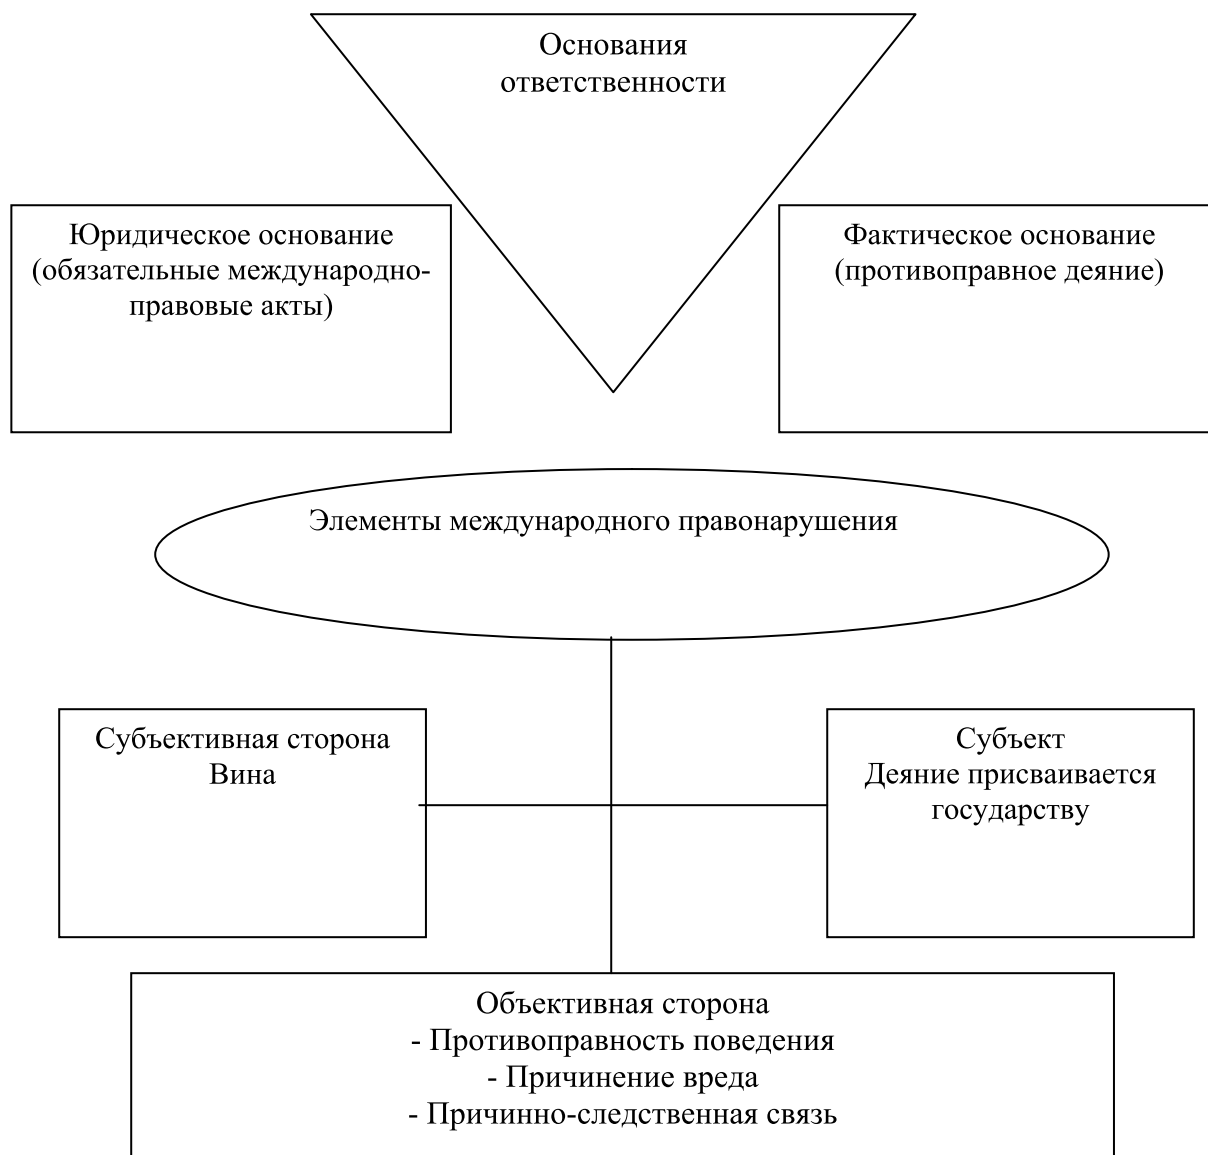 Основания
ответственности
Юридическое основание
(обязательные международно-
правовые акты)
Фактическое основание
(противоправное деяние)
Элементы международного правонарушения
Субъективная сторона
Вина
Субъект
Деяние присваивается
государству
Объективная сторона
- Противоправность поведения
- Причинение вреда
- Причинно-следственная связь